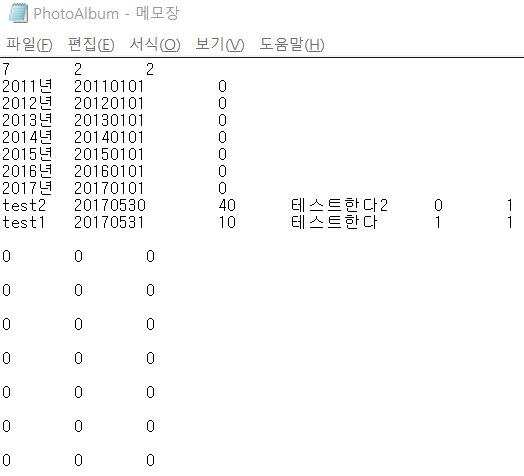 PhotoAlbum - 메모장
파일(F) 편집(E) 서식(O) 보기(V) 도움말(H)
7 2 2
2011년 20110101 0
2012년 20120101 0
2013년 20130101 0
2014년 20140101 0
2015년 20150101 0
2016년 20160101 0
2017년 20170101 0
test2 20170530 40 테스트한다2 0 1
test1 20170531 10 테스트한다 1 1
0 0 0
0 0 0
0 0 0
0 0 0
0 0 0
0 0 0
0 0 0